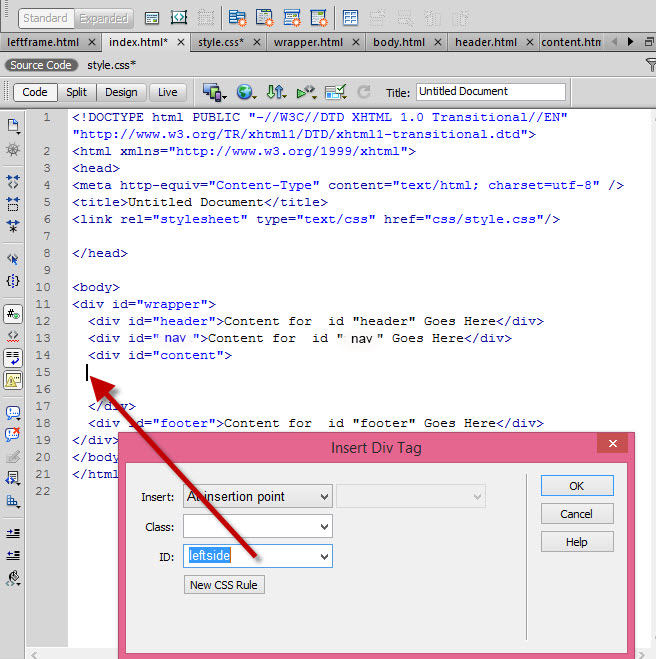 Standard Expanded
leftframe.html × index.html* × style.css* × wrapper.html × body.html × header.html × content.htm
Source Code style.css*
Code Split Design Live Title: Untitled Document
1 <!DOCTYPE html PUBLIC "-//W3C//DTD XHTML 1.0 Transitional//EN"
"http://www.w3.org/TR/xhtml1/DTD/xhtml1-transitional.dtd">
2 <html xmlns="http://www.w3.org/1999/xhtml">
3 <head>
4 <meta http-equiv="Content-Type" content="text/html; charset=utf-8" />
5 <title>Untitled Document</title>
6 <link rel="stylesheet" type="text/css" href="css/style.css"/>
7
8 </head>
9
10 <body>
11 <div id="wrapper">
12 <div id="header">Content for  id "header" Goes Here</div>
13 <div id=" nav ">Content for  id " nav " Goes Here</div>
14 <div id="content">
15
16
17 </div>
18 <div id="footer">Content for  id "footer" Goes Here</div>
19 </div>
20 </body
21 </html
22
Insert Div Tag
Insert: At insertion point OK
Class: Cancel
ID: leftside Help
New CSS Rule